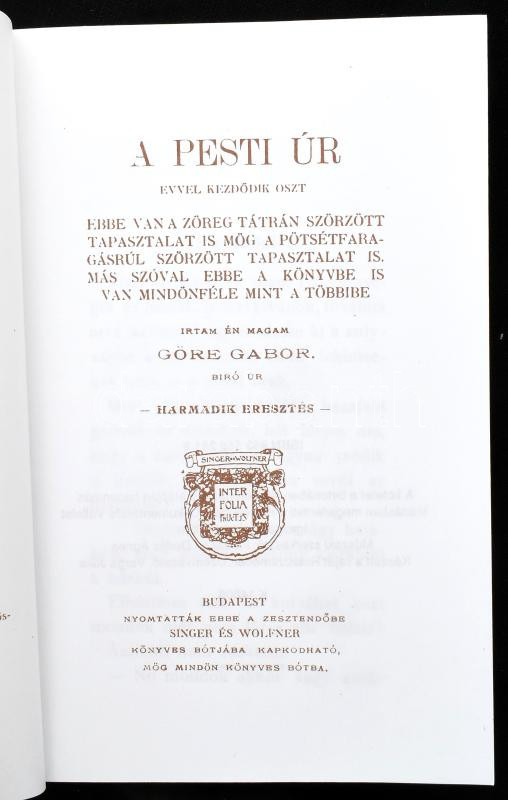 A PESTI ÚR
EVVEL KEZDŐDIK OSZT
EBBE VAN A ZÖREG TÁTRÁN SZÖRZÖTT
TAPASZTALAT IS MÖG A PÖTSÉTFARA-
GÁSRÚL SZÖRZÖTT TAPASZTALAT IS.
MÁS SZÓVAL EBBE A KÖNYVBE IS
VAN MINDÖNFÉLE MINT A TÖBBIBE
IRTAM ÉN MAGAM
GÖRE GABOR.
BIRÓ UR
— HARMADIK ERESZTÉS —
SINGER-WOLFNER
INTER
FOLIA
FRUCTUS
BUDAPEST
NYOMTATTÁK EBBE A ZESZTENDŐBE
SINGER ÉS WOLFNER
KÖNYVES BÓTJÁBA KAPKODHATÓ,
MÖG MINDÖN KÖNYVES BÓTBA.